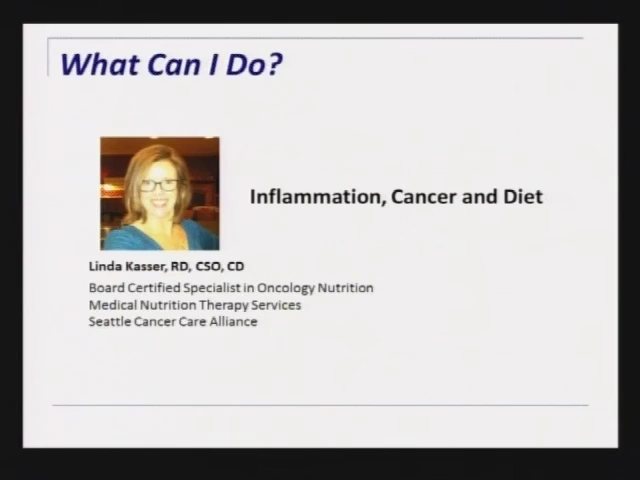 What Can I Do?
Inflammation, Cancer and Diet
Linda Kasser, RD, CSO, CD
Board Certified Specialist in Oncology Nutrition
Medical Nutrition Therapy Services
Seattle Cancer Care Alliance